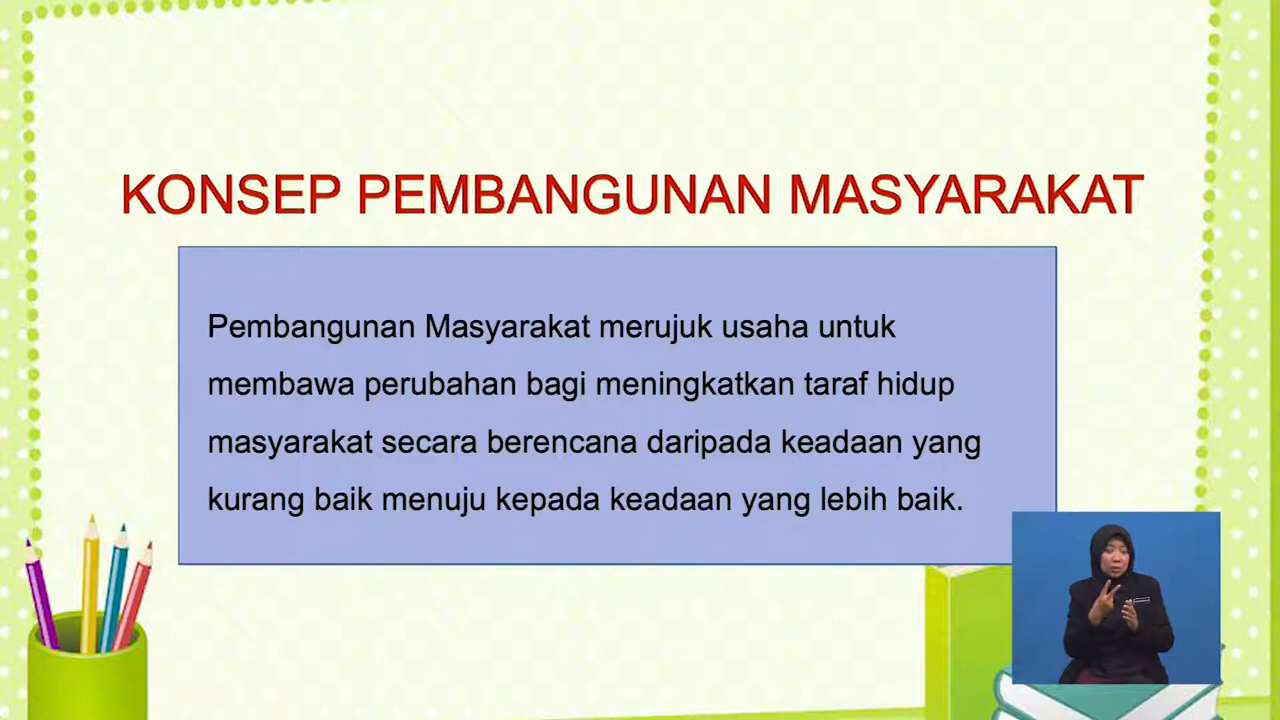 KONSEP PEMBANGUNAN MASYARAKAT
Pembangunan Masyarakat merujuk usaha untuk
membawa perubahan bagi meningkatkan taraf hidup
masyarakat secara berencana daripada keadaan yang
kurang baik menuju kepada keadaan yang lebih baik.